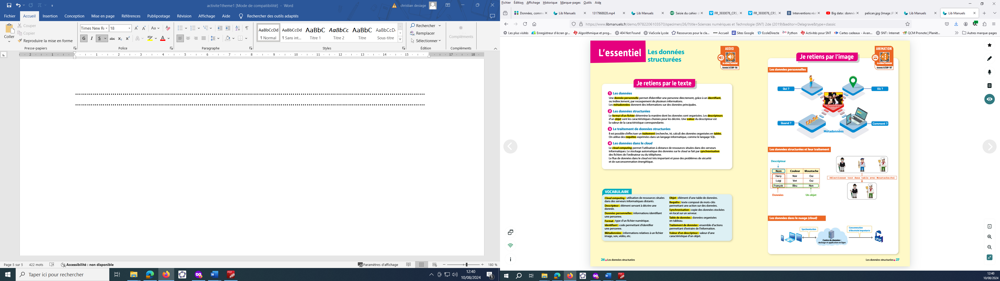 activite1theme1 [Mode de compatibilité] - Word
christian desiage
Fichier Accueil Insertion Conception Mise en page Références Publipostage Révision Affichage Aide Rechercher des outils adaptés
Coller
Couper
Copier
Reproduire la mise en forme
Presse-papiers
Times New R 18
G I S abc x₂ x²
Police
Paragraphe
AaBbCcDd AaBbCcDd AaBbC AaBbCc AaBbC AaBbCcD
¶ Normal ¶ Sans int... Titre 1 Titre 2 Titre Sous-titre
Styles
Rechercher
Remplacer
Sélectionner
Édition
Compléments
Compléments
2 1 1 2 3 4 5 6 7 8 9 10 11 12 13 14 15 17 18
Page 5 sur 5 422 mots Accessibilité : non disponible Paramètres d'affichage 180 %
Taper ici pour rechercher
12:40
10/08/2024
Fichier Édition Affichage Historique Marque-pages Outils Aide
Données, comme Lib Manuels 1317968828.mp4 Lib Manuels Saisie du cahier d FR_3930076_CRS_ FR_3930076_CRS_ Interventions réal Big data : donnée pelican.jpg (Image JP Lib Manuels Lib Manuels
https://www.libmanuels.fr/demo/9782206103570/specimen/26/?title=Sciences numériques et Technologie (SNT) 2de (2019)&editor=Delagrave&type=classic
Les plus visités Enregistreur d'écran gr... Algorithmique et prog... 404 Not Found ViaScola Lycée Ressources pour la cla... Accueil Sites Google EcoleDirecte Python Activités pour SNT Cartes cadeaux - Avan... SNT : Internet QCM Pronote | Planèt... Autres marque-pages
L'essentiel
Les données
structurées
AUDIO
Je retiens l'essentiel
lienmini.fr/3389-106
Je retiens par le texte
1 Les données
Une donnée personnelle permet d'identifier une personne directement, grâce à un identifiant,
ou indirectement, par recoupement de plusieurs informations.
Les métadonnées donnent des informations sur des données principales.
2 Les données structurées
Le format d'un fichier détermine la manière dont les données sont organisées. Les descripteurs
d'un objet sont les caractéristiques choisies pour les décrire. Une valeur du descripteur est
la valeur de la caractéristique correspondante.
3 Le traitement de données structurées
Il est possible d'effectuer un traitement (recherche, tri, calcul) des données organisées en tables.
On utilise des requêtes exprimées dans un langage informatique, comme le langage SQL.
4 Les données dans le cloud
Le cloud computing permet l'utilisation à distance de ressources situées dans des serveurs
informatiques. Le stockage automatique des données sur le cloud se fait par synchronisation
des fichiers de l'ordinateur ou du téléphone.
Le flux de données dans le cloud est très important et pose des problèmes de sécurité
et de surconsommation énergétique.
VOCABULAIRE
Cloud computing : utilisation de ressources situées
dans des serveurs informatiques distants.
Descripteur : élément servant à décrire une
donnée.
Données personnelles : informations identifiant
une personne.
Format : type d'un fichier numérique.
Identifiant : code permettant d'identifier
une personne.
Métadonnées : informations relatives à un fichier
image, son, vidéo, etc.
Objet : élément d'une table de données.
Requête : texte composé de mots-clés
permettant une action sur des données.
Synchronisation : copie des données stockées
en local sur un serveur.
Table de données : données organisées
en tableau.
Traitement de données : ensemble d'actions
permettant d'extraire de l'information.
Valeur d'un descripteur : valeur d'une
caractéristique d'un objet.
26 Les données structurées
ANIMATION
Je retiens l'essentiel
lienmini.fr/3389-107
Je retiens par l'image
Les données personnelles
Qui ?
Où ?
Données
Quand ?
Comment ?
Métadonnées
Les données structurées et leur traitement
Descripteur
Nom Couleur Moustache
Harry Noir Oui
Luigi Vert Oui
François Bleu Non
Données Un objet
Sélectionner tout dans table avec Moustache=Oui
Les données dans le nuage (cloud)
Synchronisation
Consommation
d'électricité importante
Centre de données :
stockage et application en ligne
Les données structurées 27
12:40
10/08/2024